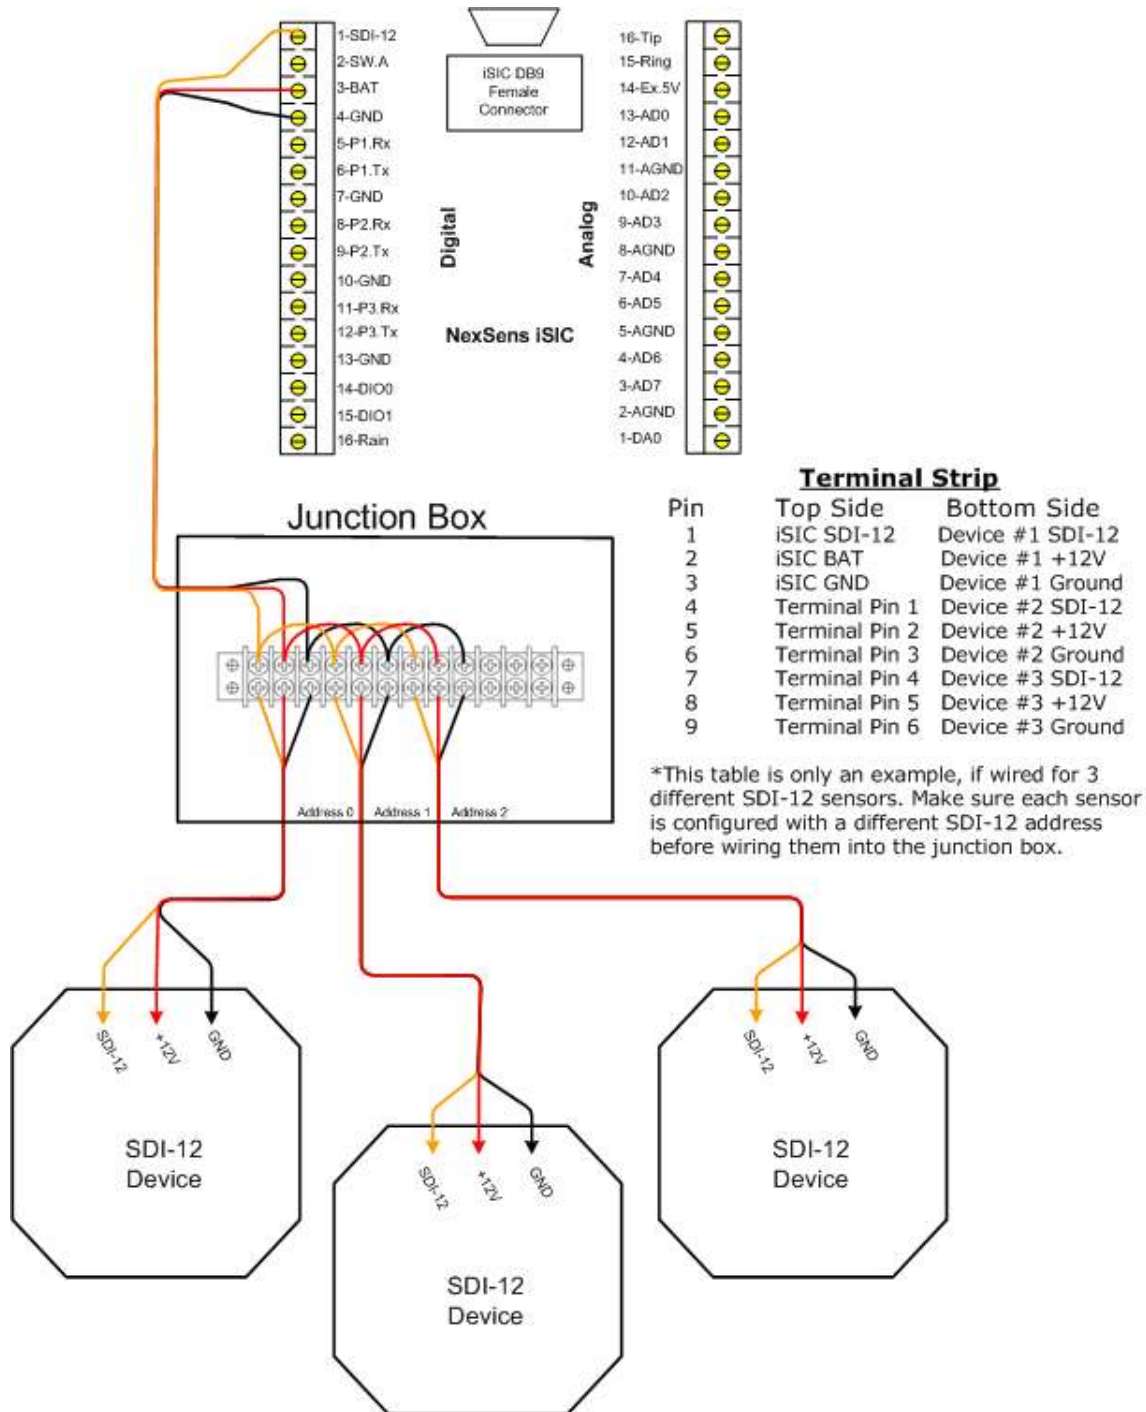 1-SDI-12
2-SW.A
3-BAT
4-GND
5-P1.Rx
6-P1.Tx
7-GND
8-P2.Rx
9-P2.Tx
10-GND
11-P3.Rx
12-P3.Tx
13-GND
14-DIO0
15-DIO1
16-Rain
iSIC DB9
Female
Connector
Digital
Analog
NexSens iSIC
16-Tip
15-Ring
14-Ex.5V
13-AD0
12-AD1
11-AGND
10-AD2
9-AD3
8-AGND
7-AD4
6-AD5
5-AGND
4-AD6
3-AD7
2-AGND
1-DA0
Junction Box
Address 0 Address 1 Address 2
Terminal Strip
Pin Top Side Bottom Side
1 iSIC SDI-12 Device #1 SDI-12
2 iSIC BAT Device #1 +12V
3 iSIC GND Device #1 Ground
4 Terminal Pin 1 Device #2 SDI-12
5 Terminal Pin 2 Device #2 +12V
6 Terminal Pin 3 Device #2 Ground
7 Terminal Pin 4 Device #3 SDI-12
8 Terminal Pin 5 Device #3 +12V
9 Terminal Pin 6 Device #3 Ground
*This table is only an example, if wired for 3
different SDI-12 sensors. Make sure each sensor
is configured with a different SDI-12 address
before wiring them into the junction box.
SDI-12 +12V GND
SDI-12
Device
SDI-12 +12V GND
SDI-12
Device
SDI-12 +12V GND
SDI-12
Device